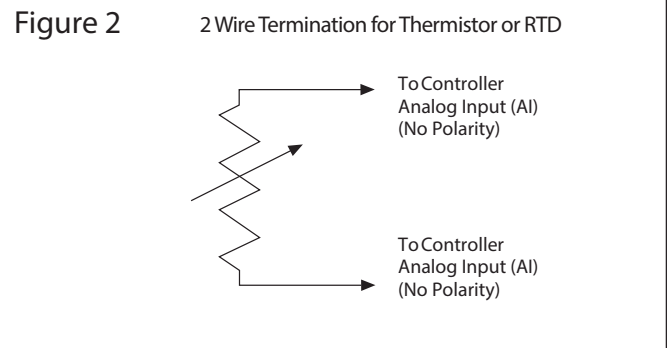 Figure 2
2 Wire Termination for Thermistor or RTD
To Controller
Analog Input (AI)
(No Polarity)
To Controller
Analog Input (AI)
(No Polarity)